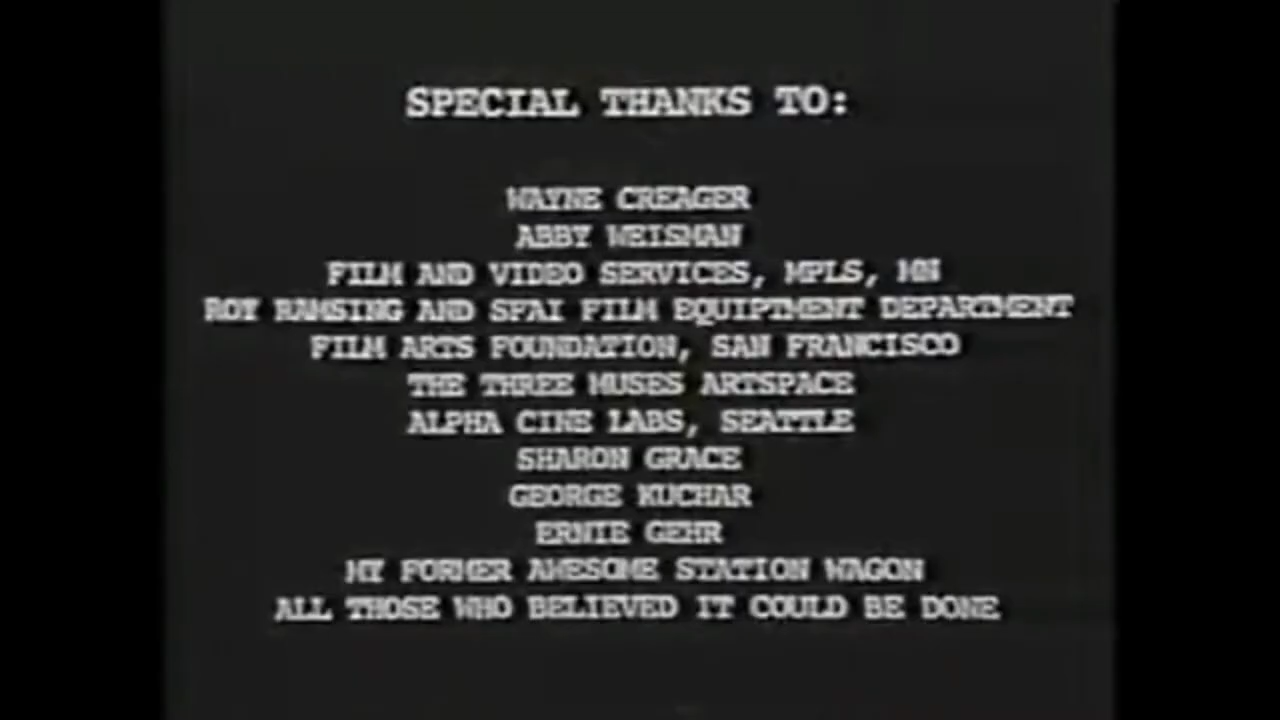 SPECIAL THANKS TO:
WAYNE CREAGER
ABBY WEISMAN
FILM AND VIDEO SERVICES, MPLS, MN
ROY RAMSING AND SFAI FILM EQUIPTMENT DEPARTMENT
FILM ARTS FOUNDATION, SAN FRANCISCO
THE THREE MUSES ARTSPACE
ALPHA CINE LABS, SEATTLE
SHARON GRACE
GEORGE KUCHAR
ERNIE GEHR
MY FORMER AWESOME STATION WAGON
ALL THOSE WHO BELIEVED IT COULD BE DONE